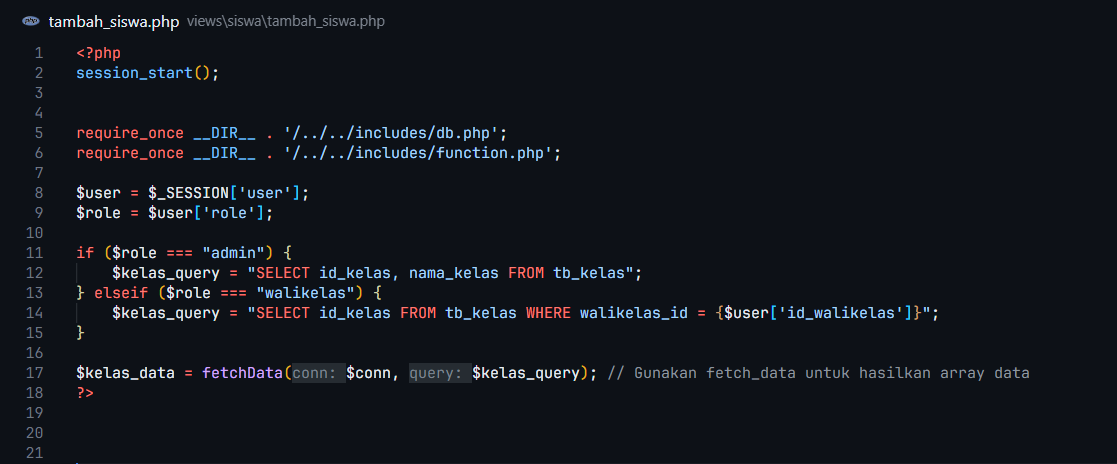 php tambah_siswa.php views\siswa\tambah_siswa.php
1 <?php
2 session_start();
3
4
5 require_once __DIR__ . '/../../includes/db.php';
6 require_once __DIR__ . '/../../includes/function.php';
7
8 $user = $_SESSION['user'];
9 $role = $user['role'];
10
11 if ($role === "admin") {
12     $kelas_query = "SELECT id_kelas, nama_kelas FROM tb_kelas";
13 } elseif ($role === "walikelas") {
14     $kelas_query = "SELECT id_kelas FROM tb_kelas WHERE walikelas_id = {$user['id_walikelas']}";
15 }
16
17 $kelas_data = fetchData(conn: $conn, query: $kelas_query); // Gunakan fetch_data untuk hasilkan array data
18 ?>
19
20
21